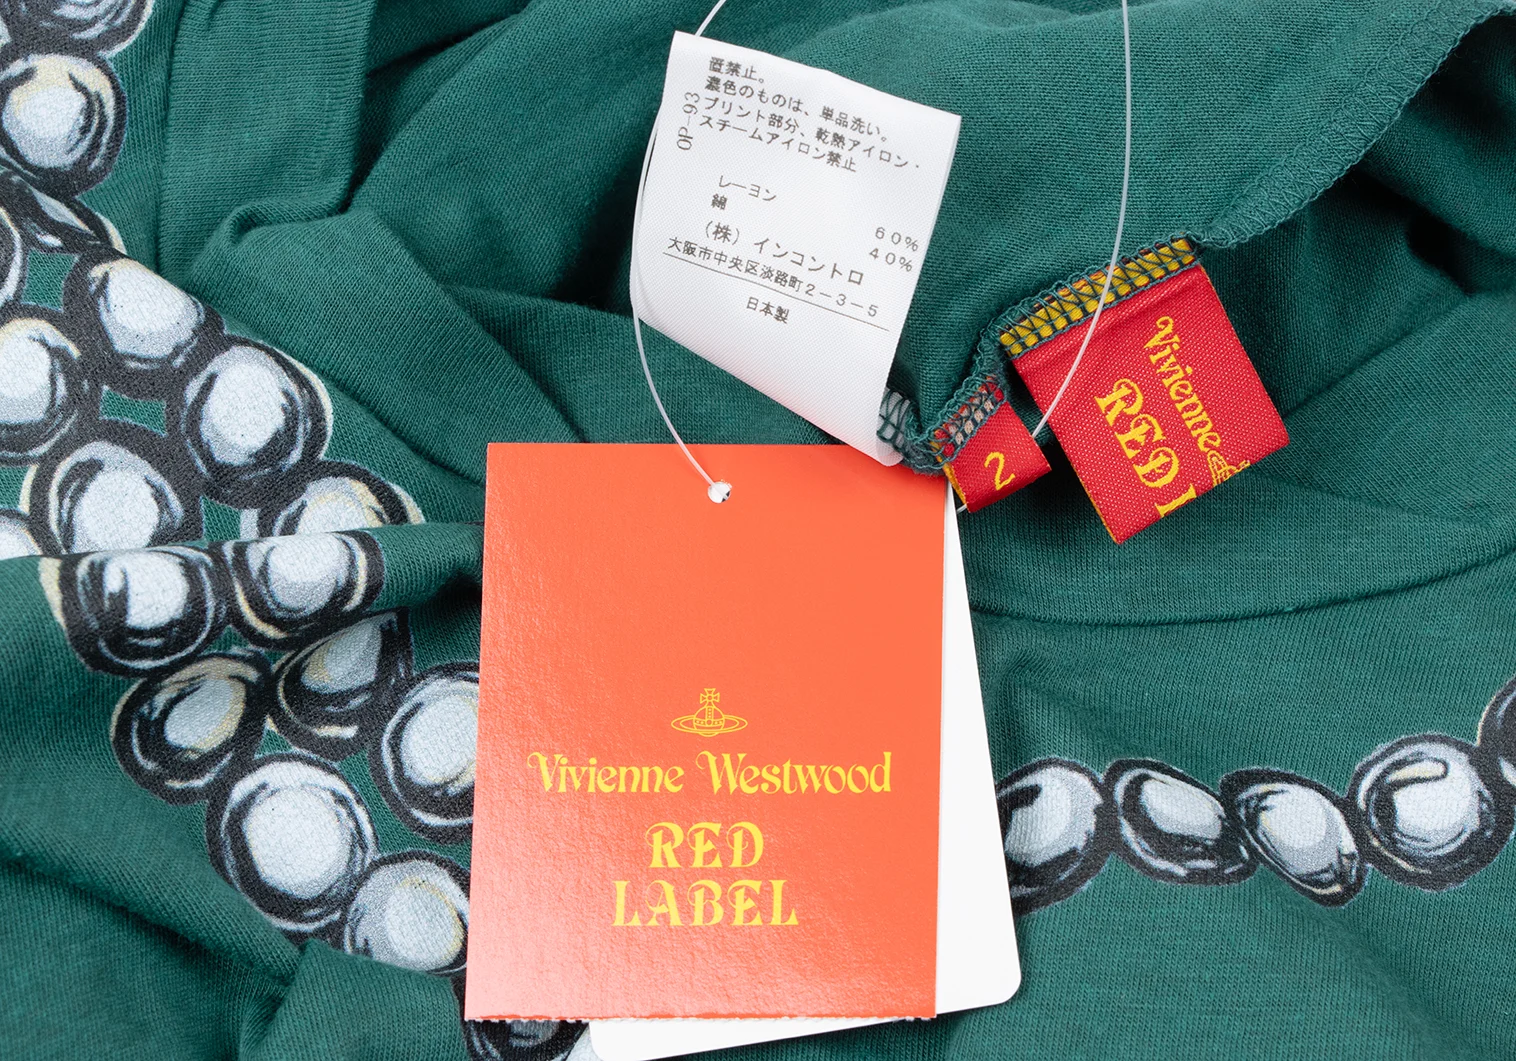 直禁止。
濃色のものは、単品洗い。
プリント部分、乾熱アイロン・
スチームアイロン禁止
OP-93
レーヨン 60%
綿 40%
(株)インコントロ
大阪市中央区淡路町2-3-5
日本製
Vivienne
RED L
2
Vivienne Westwood
RED
LABEL